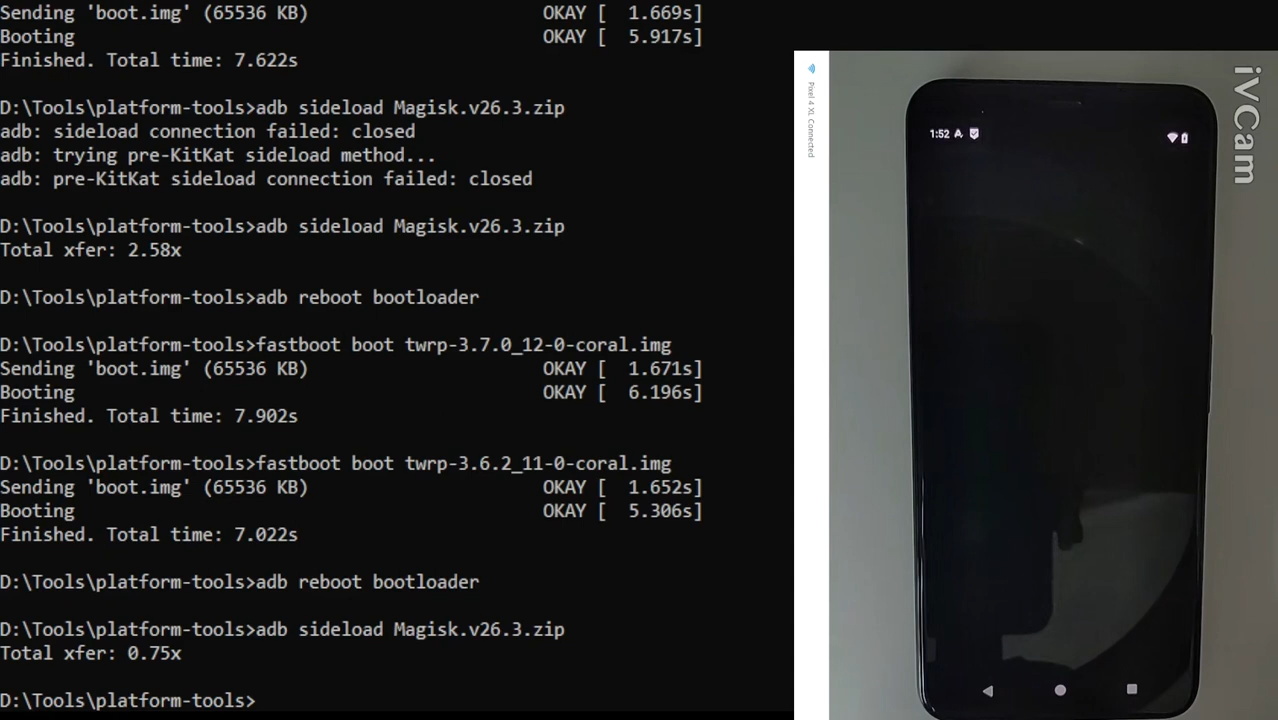 Sending 'boot.img' (65536 KB) OKAY [ 1.669s]
Booting OKAY [ 5.917s]
Finished. Total time: 7.622s
D:\Tools\platform-tools>adb sideload Magisk.v26.3.zip
adb: sideload connection failed: closed
adb: trying pre-KitKat sideload method...
adb: pre-KitKat sideload connection failed: closed
D:\Tools\platform-tools>adb sideload Magisk.v26.3.zip
Total xfer: 2.58x
D:\Tools\platform-tools>adb reboot bootloader
D:\Tools\platform-tools>fastboot boot twrp-3.7.0_12-0-coral.img
Sending 'boot.img' (65536 KB) OKAY [ 1.671s]
Booting OKAY [ 6.196s]
Finished. Total time: 7.902s
D:\Tools\platform-tools>fastboot boot twrp-3.6.2_11-0-coral.img
Sending 'boot.img' (65536 KB) OKAY [ 1.652s]
Booting OKAY [ 5.306s]
Finished. Total time: 7.022s
D:\Tools\platform-tools>adb reboot bootloader
D:\Tools\platform-tools>adb sideload Magisk.v26.3.zip
Total xfer: 0.75x
D:\Tools\platform-tools>
Pixel 4 XL Connected
1:52
iVCam